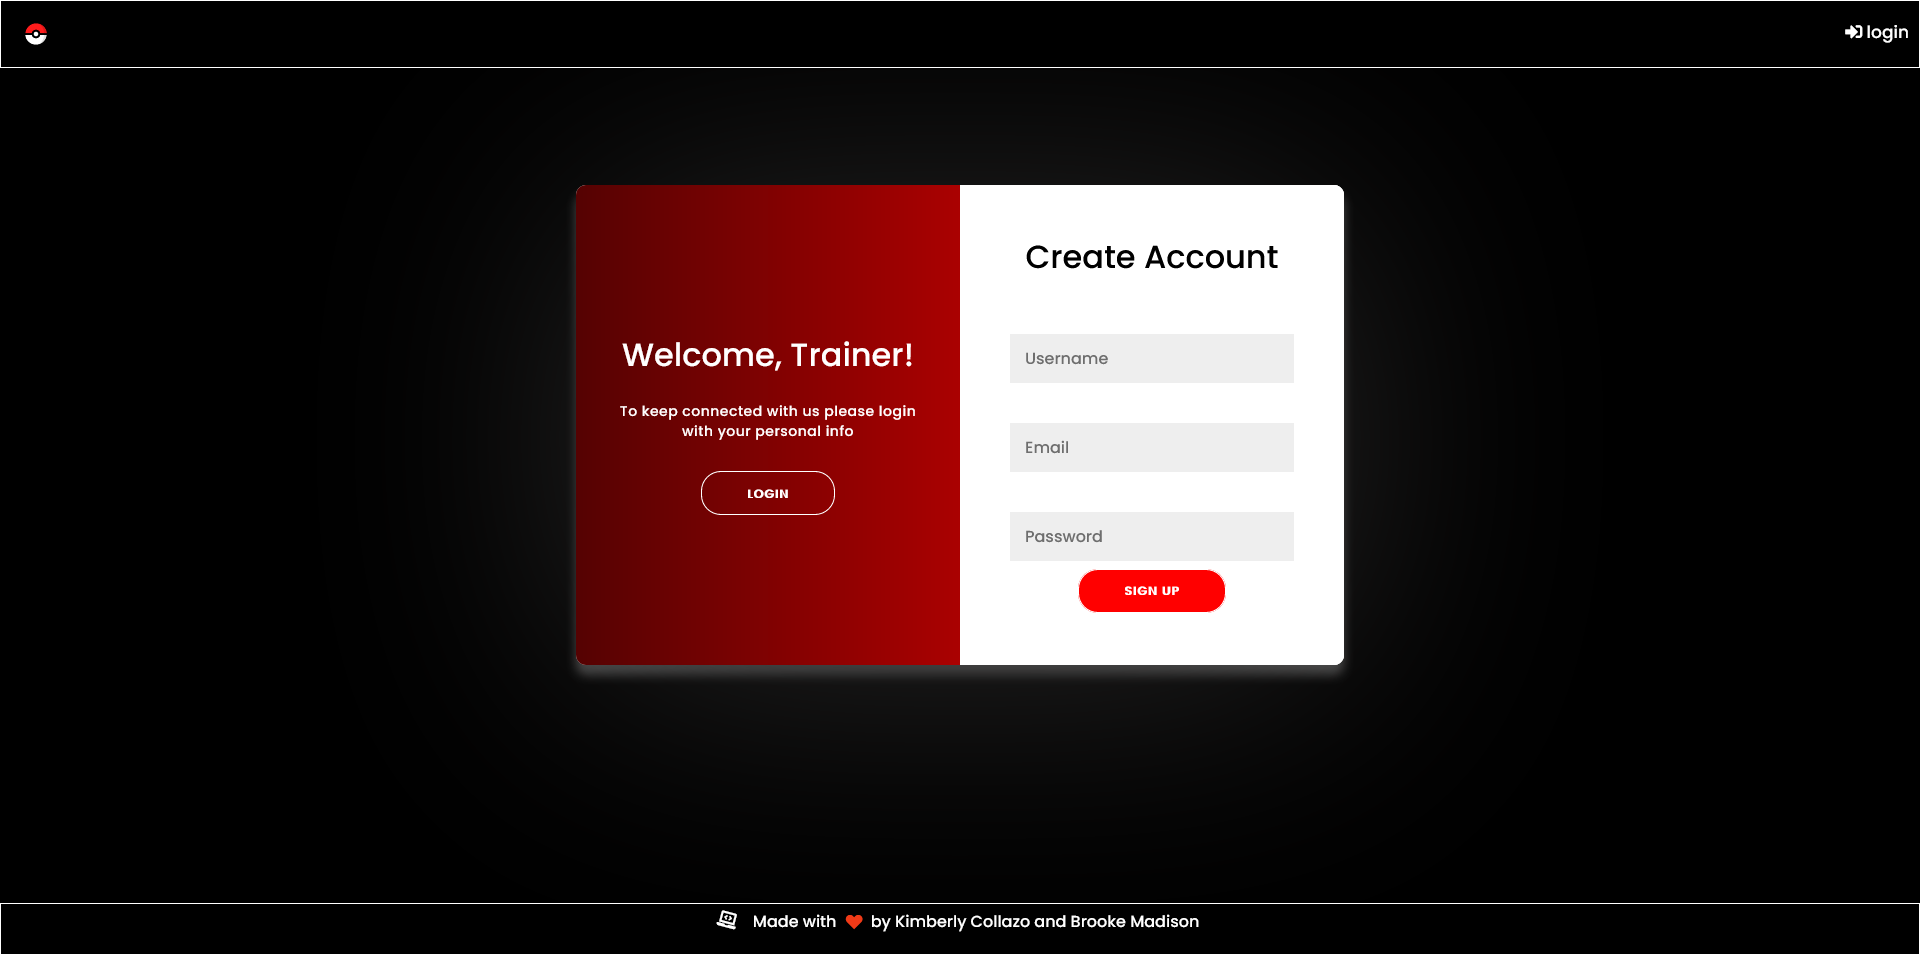 login
Welcome, Trainer!
To keep connected with us please login
with your personal info
LOGIN
Create Account
Username
Email
Password
SIGN UP
Made with by Kimberly Collazo and Brooke Madison